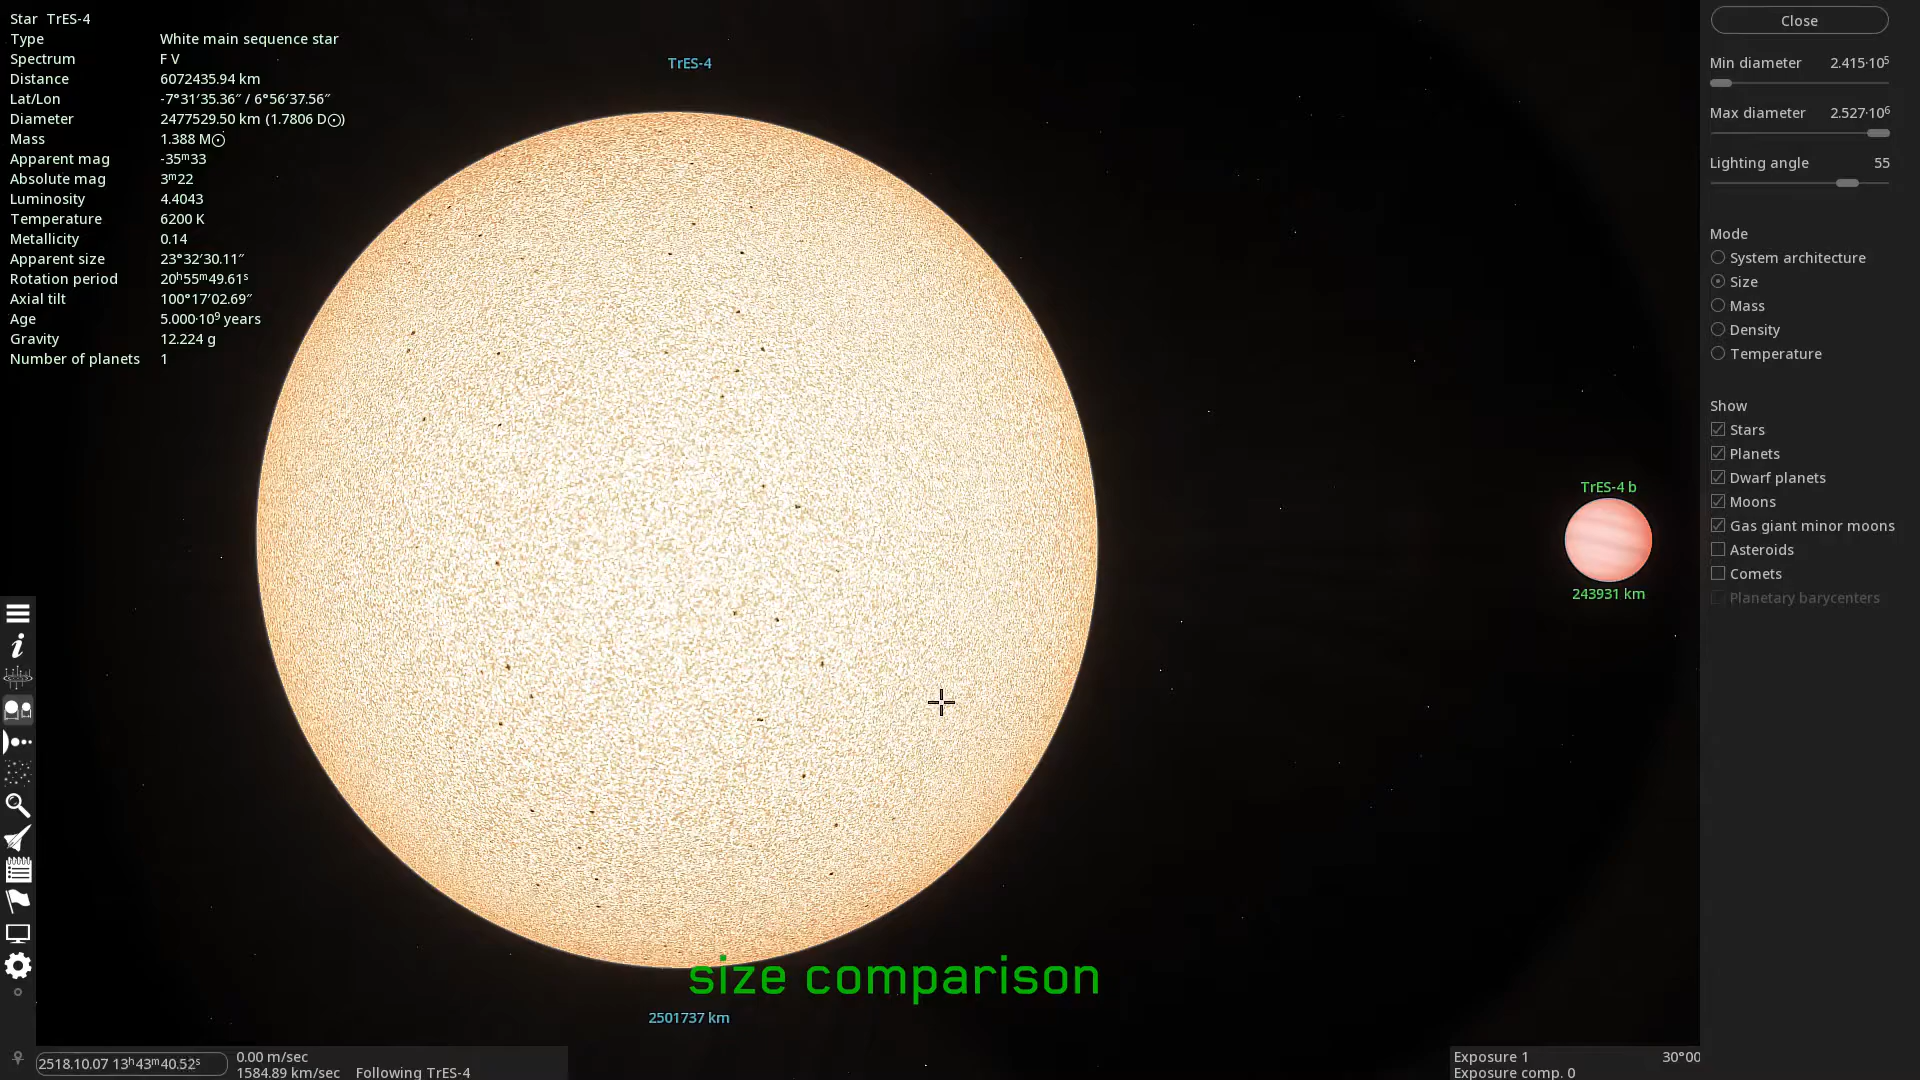 Star TrES-4
Type White main sequence star
Spectrum F V
Distance 6072435.94 km
Lat/Lon -7°31′35.36″ / 6°56′37.56″
Diameter 2477529.50 km (1.7806 D☉)
Mass 1.388 M☉
Apparent mag -35ᵐ33
Absolute mag 3ᵐ22
Luminosity 4.4043
Temperature 6200 K
Metallicity 0.14
Apparent size 23°32′30.11″
Rotation period 20ʰ55ᵐ49.61ˢ
Axial tilt 100°17′02.69″
Age 5.000·10⁹ years
Gravity 12.224 g
Number of planets 1
TrES-4
TrES-4 b
243931 km
size comparison
2501737 km
Close
Min diameter 2.415·10⁵
Max diameter 2.527·10⁶
Lighting angle 55
Mode
System architecture
Size
Mass
Density
Temperature
Show
Stars
Planets
Dwarf planets
Moons
Gas giant minor moons
Asteroids
Comets
Planetary barycenters
2518.10.07 13ʰ43ᵐ40.52ˢ
0.00 m/sec
1584.89 km/sec Following TrES-4
Exposure 1 30°00
Exposure comp. 0